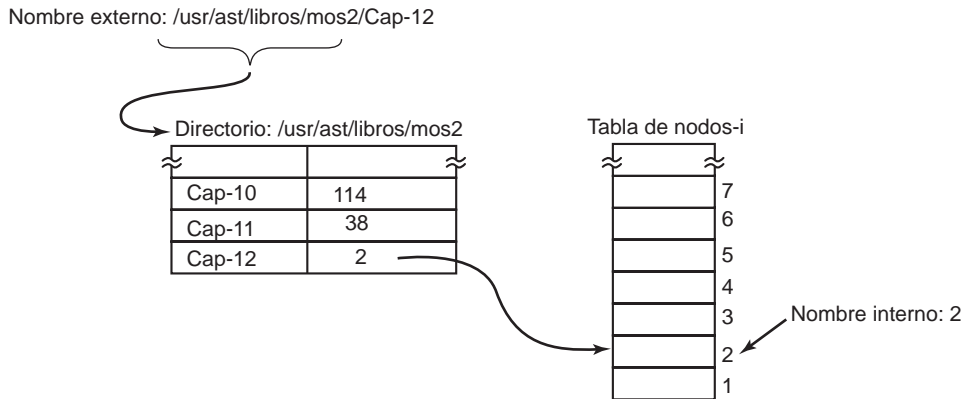 Nombre externo: /usr/ast/libros/mos2/Cap-12
Directorio: /usr/ast/libros/mos2
Tabla de nodos-i
Cap-10 114
Cap-11 38
Cap-12 2
7
6
5
4
3
2
1
Nombre interno: 2